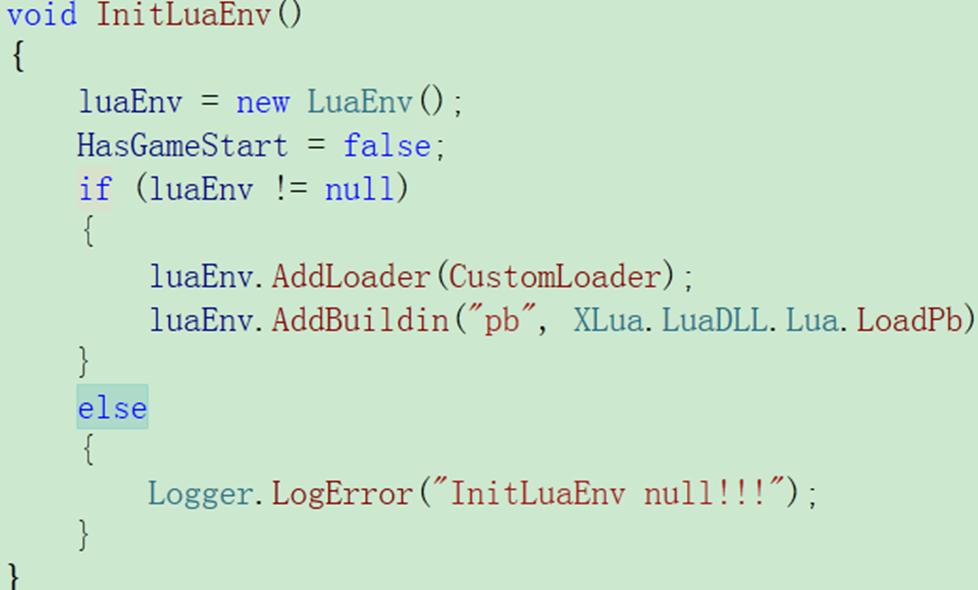 void InitLuaEnv()
{
luaEnv = new LuaEnv();
HasGameStart = false;
if (luaEnv != null)
{
luaEnv.AddLoader(CustomLoader);
luaEnv.AddBuildin("pb", XLua.LuaDLL.Lua.LoadPb)
}
else
{
Logger.LogError("InitLuaEnv null!!!");
}
}